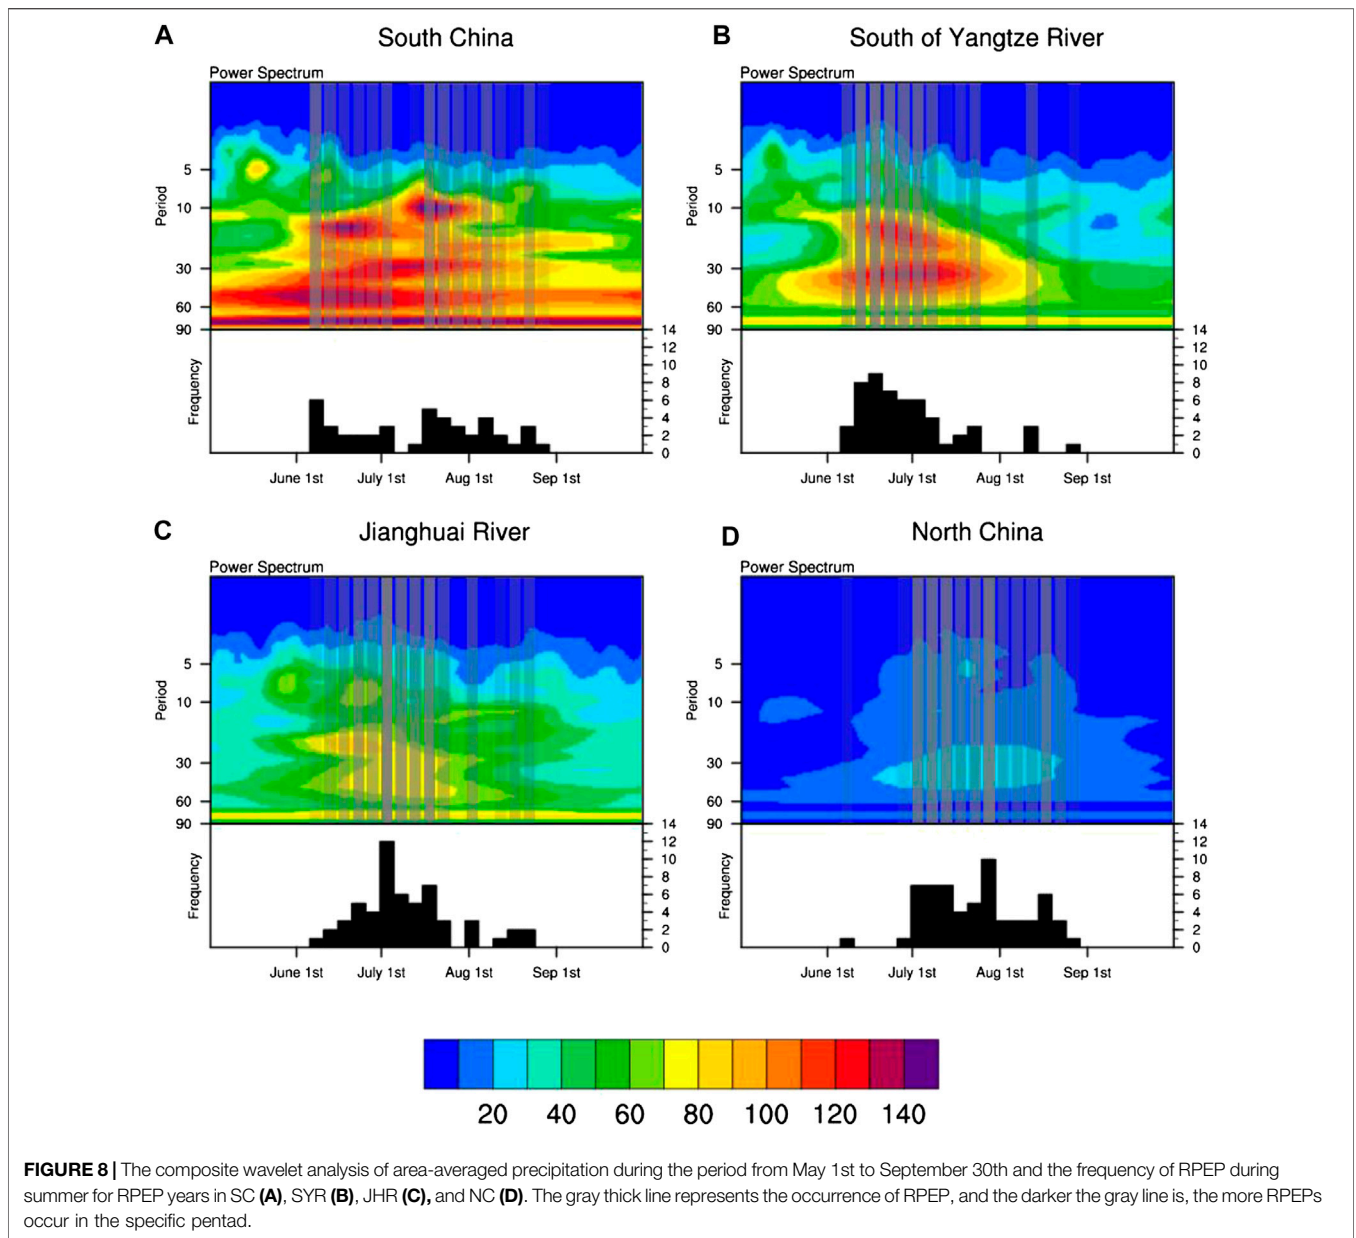 A
South China
Power Spectrum
Period
5
10
30
60
90
Frequency
14
12
10
8
6
4
2
0
June 1st
July 1st
Aug 1st
Sep 1st
B
South of Yangtze River
Power Spectrum
Period
5
10
30
60
90
Frequency
14
12
10
8
6
4
2
0
June 1st
July 1st
Aug 1st
Sep 1st
C
Jianghuai River
Power Spectrum
Period
5
10
30
60
90
Frequency
14
12
10
8
6
4
2
0
June 1st
July 1st
Aug 1st
Sep 1st
D
North China
Power Spectrum
Period
5
10
30
60
90
Frequency
14
12
10
8
6
4
2
0
June 1st
July 1st
Aug 1st
Sep 1st
20 40 60 80 100 120 140
FIGURE 8 | The composite wavelet analysis of area-averaged precipitation during the period from May 1st to September 30th and the frequency of RPEP during
summer for RPEP years in SC (A), SYR (B), JHR (C), and NC (D). The gray thick line represents the occurrence of RPEP, and the darker the gray line is, the more RPEPs
occur in the specific pentad.